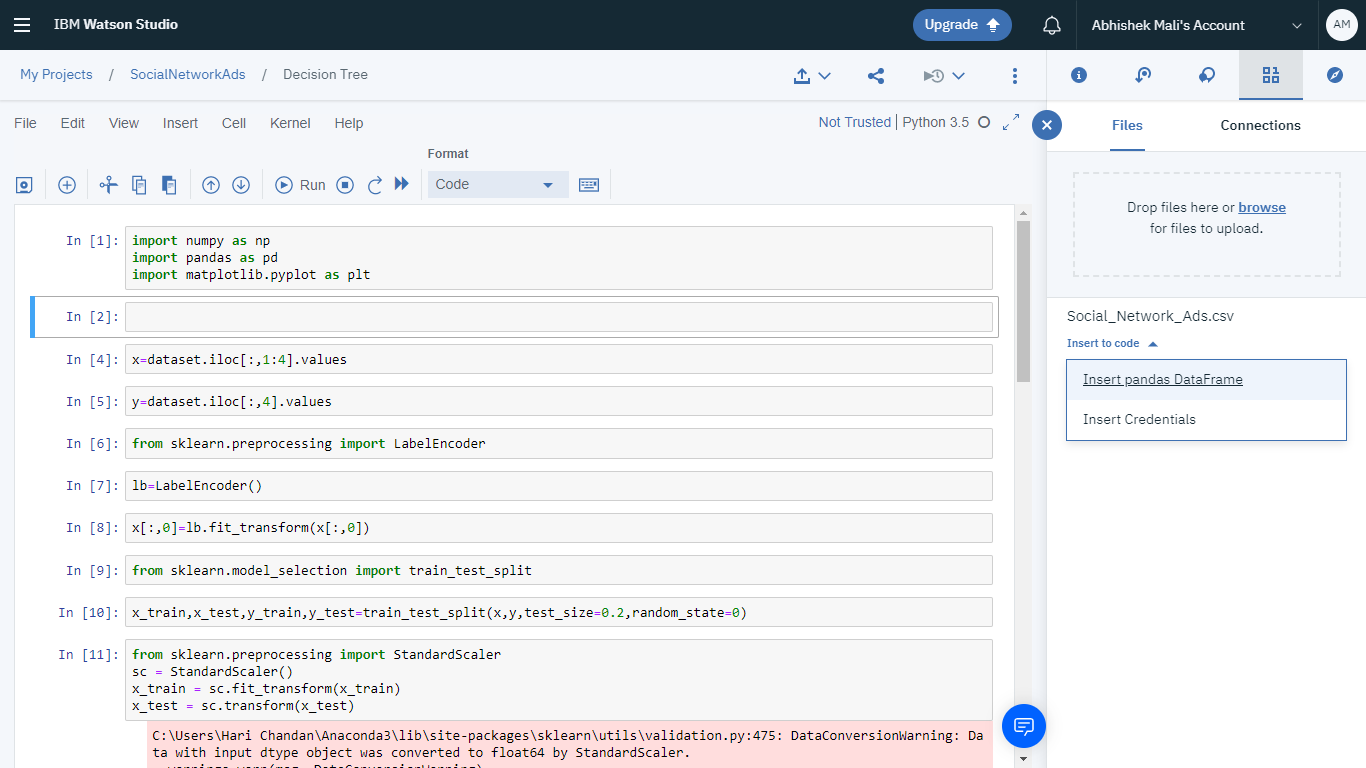 IBM Watson Studio
Upgrade
Abhishek Mali's Account
AM
My Projects / SocialNetworkAds / Decision Tree
File Edit View Insert Cell Kernel Help
Not Trusted | Python 3.5
Format
Run
Code
In [1]: import numpy as np
import pandas as pd
import matplotlib.pyplot as plt
In [2]:
In [4]: x=dataset.iloc[:,1:4].values
In [5]: y=dataset.iloc[:,4].values
In [6]: from sklearn.preprocessing import LabelEncoder
In [7]: lb=LabelEncoder()
In [8]: x[:,0]=lb.fit_transform(x[:,0])
In [9]: from sklearn.model_selection import train_test_split
In [10]: x_train,x_test,y_train,y_test=train_test_split(x,y,test_size=0.2,random_state=0)
In [11]: from sklearn.preprocessing import StandardScaler
sc = StandardScaler()
x_train = sc.fit_transform(x_train)
x_test = sc.transform(x_test)
C:\Users\Hari Chandan\Anaconda3\lib\site-packages\sklearn\utils\validation.py:475: DataConversionWarning: Da
ta with input dtype object was converted to float64 by StandardScaler.
warnings.warn(msg, DataConversionWarning)
Files
Connections
Drop files here or browse
for files to upload.
Social_Network_Ads.csv
Insert to code
Insert pandas DataFrame
Insert Credentials